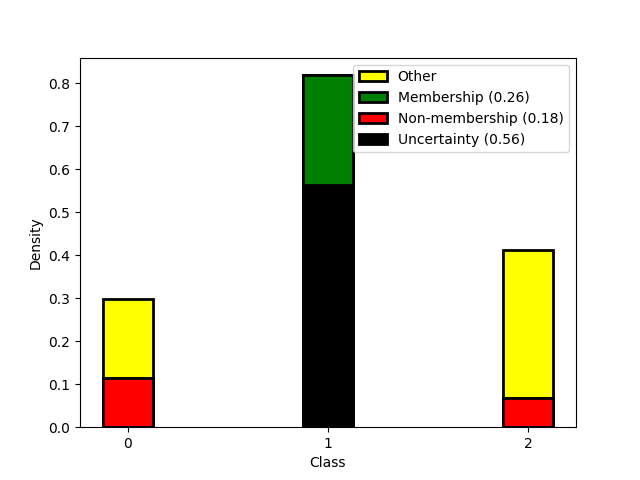 Other
Membership (0.26)
Non-membership (0.18)
Uncertainty (0.56)
Density
0.8
0.7
0.6
0.5
0.4
0.3
0.2
0.1
0.0
0
1
2
Class